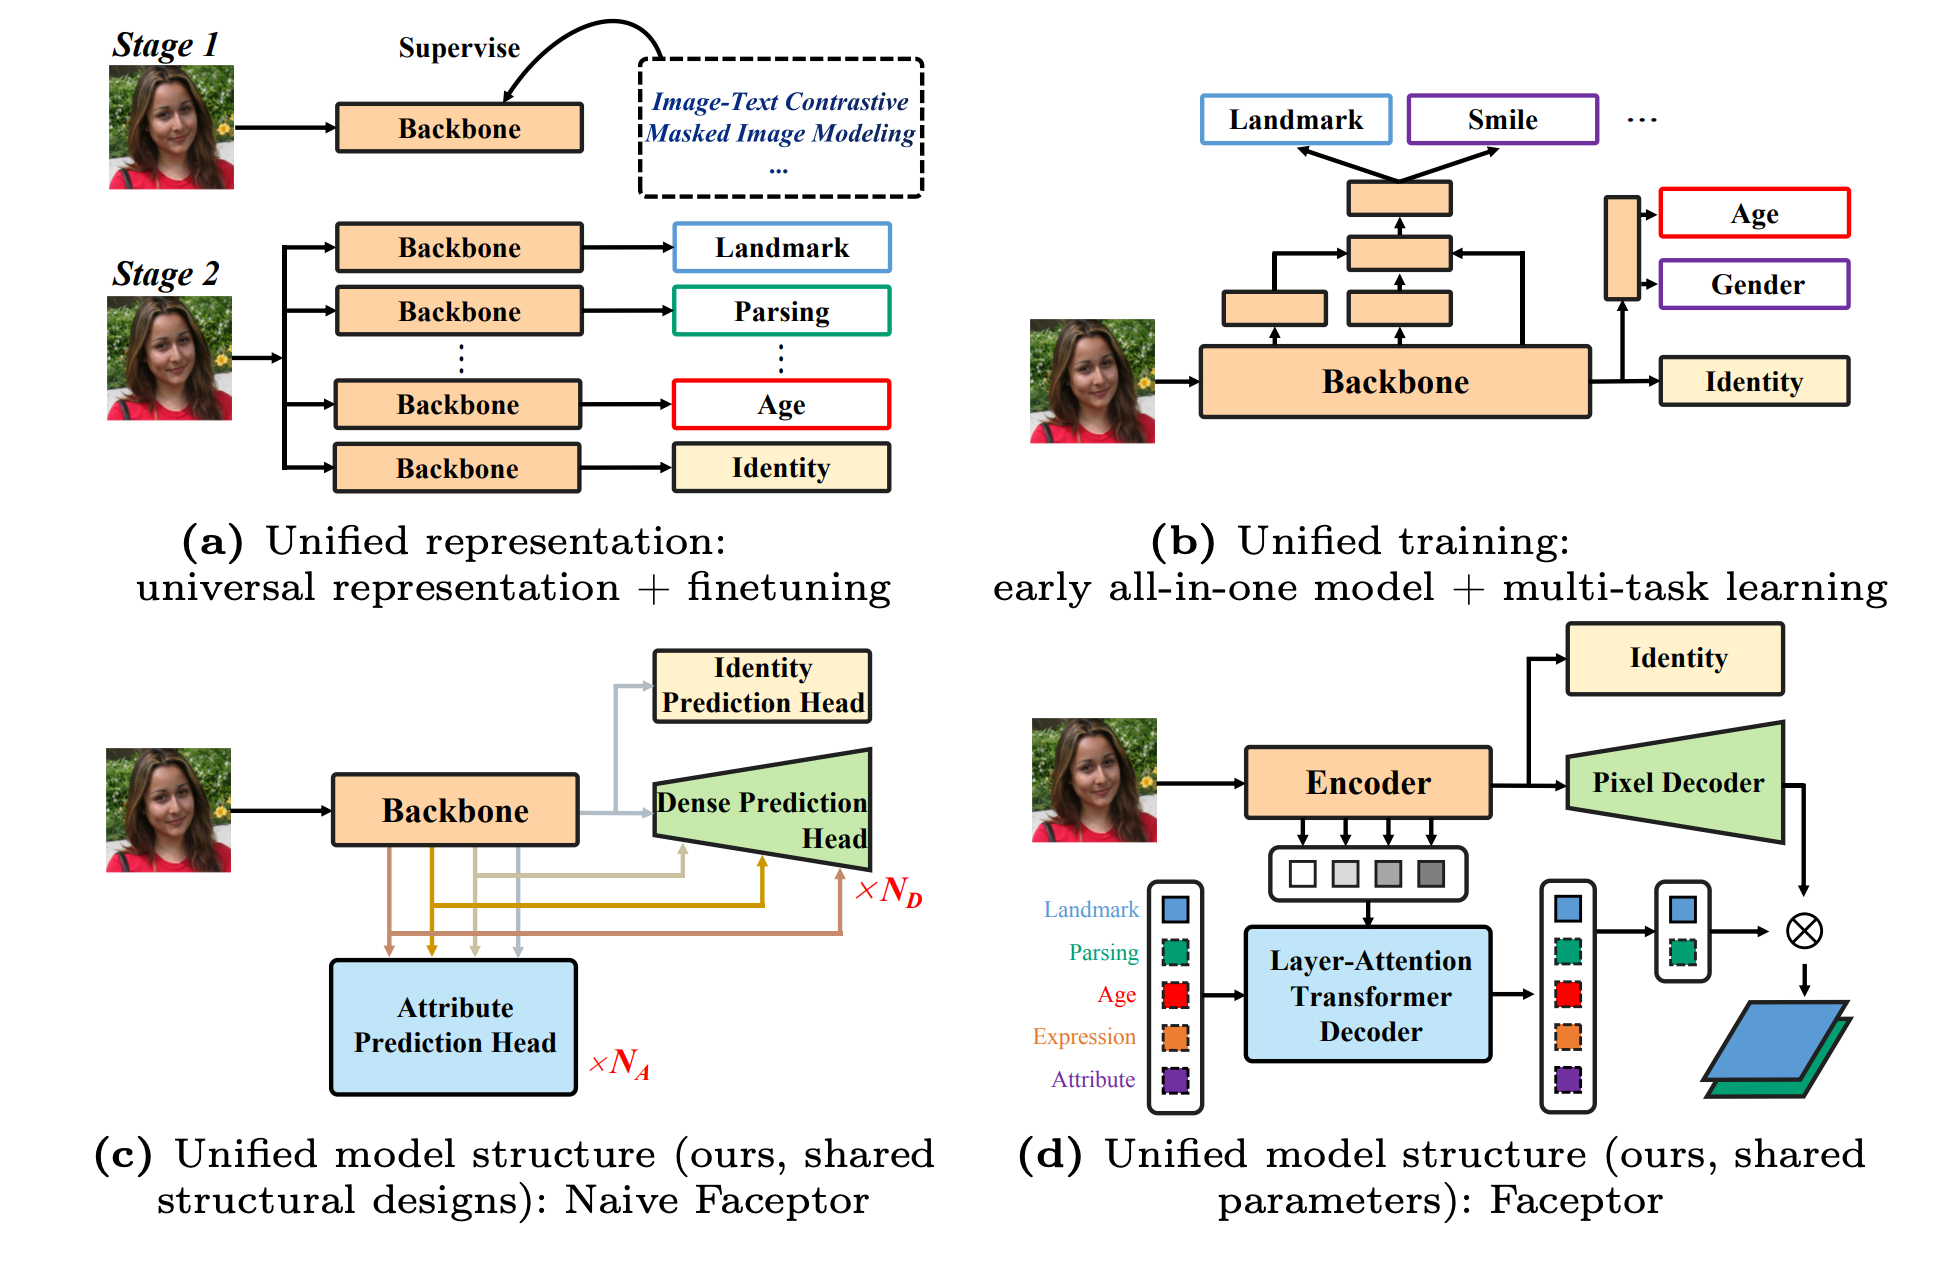 Stage 1
Supervise
Backbone
Image-Text Contrastive
Masked Image Modeling
...
Stage 2
Backbone
Landmark
Backbone
Parsing
⋮
⋮
Backbone
Age
Backbone
Identity
(a) Unified representation:
universal representation + finetuning
Landmark
Smile
...
Age
Gender
Backbone
Identity
(b) Unified training:
early all-in-one model + multi-task learning
Identity
Prediction Head
Backbone
Dense Prediction
Head
×N_D
Attribute
Prediction Head
×N_A
(c) Unified model structure (ours, shared
structural designs): Naive Faceptor
Identity
Encoder
Pixel Decoder
Landmark
Parsing
Age
Expression
Attribute
Layer-Attention
Transformer
Decoder
(d) Unified model structure (ours, shared
parameters): Faceptor